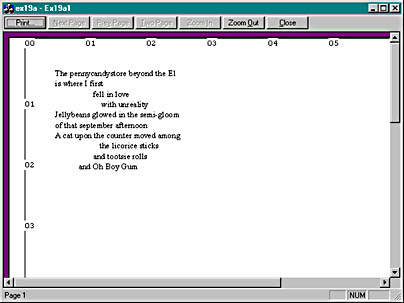 ex19a - Ex19a1
Print... Next Page Prev Page Two Page Zoom In Zoom Out Close
00 01 02 03 04 05
The pennycandystore beyond the El
is where I first
fell in love
with unreality
01
Jellybeans glowed in the semi-gloom
of that september afternoon
A cat upon the counter moved among
the licorice sticks
and tootsie rolls
02
and Oh Boy Gum
03
Page 1 NUM